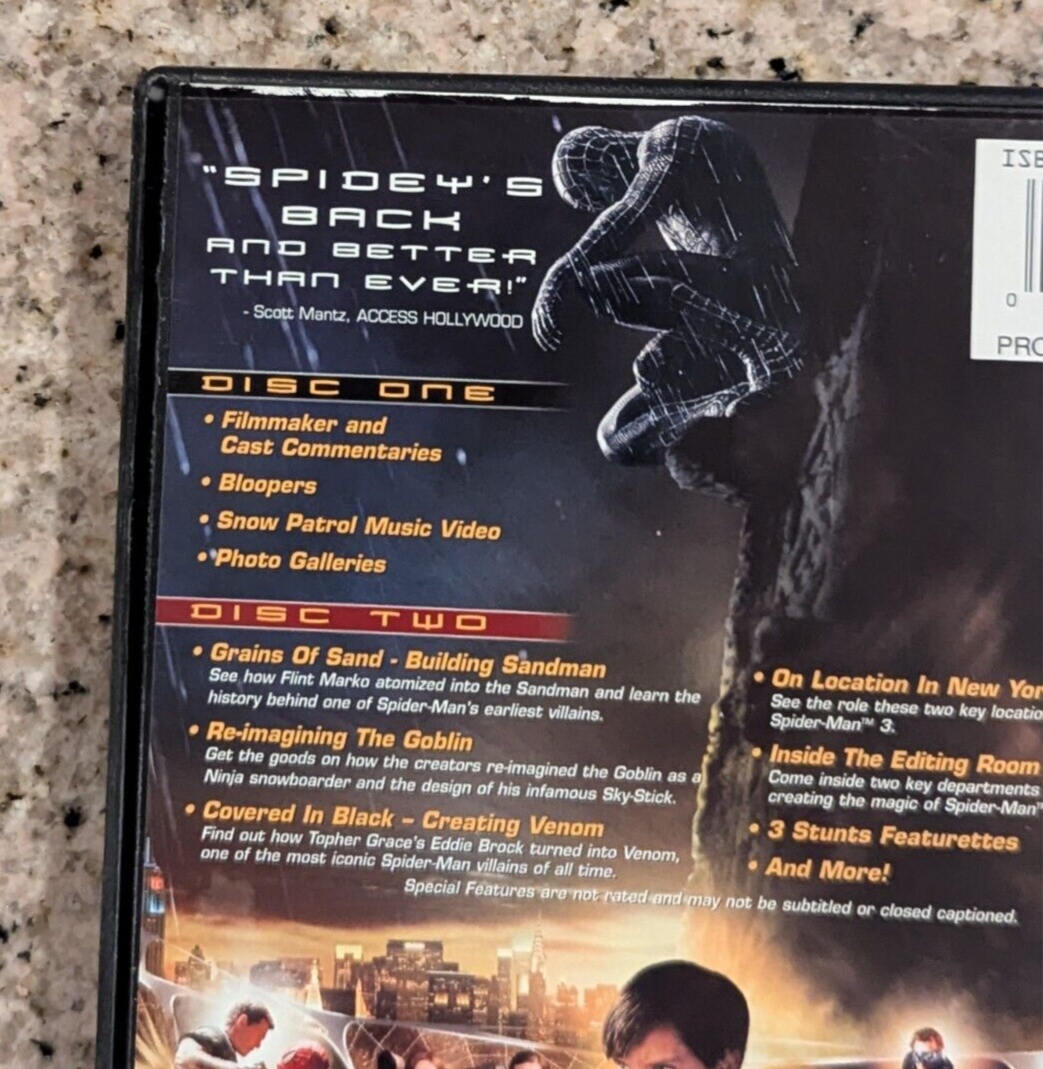 "SPIDEY'S
BACK
AND BETTER
THAN EVER!"
- Scott Mantz, ACCESS HOLLYWOOD
DISC ONE
• Filmmaker and
Cast Commentaries
• Bloopers
• Snow Patrol Music Video
• Photo Galleries
DISC TWO
• Grains Of Sand - Building Sandman
See how Flint Marko atomized into the Sandman and learn the
history behind one of Spider-Man's earliest villains.
• Re-imagining The Goblin
Get the goods on how the creators re-imagined the Goblin as a
Ninja snowboarder and the design of his infamous Sky-Stick.
• Covered In Black – Creating Venom
Find out how Topher Grace's Eddie Brock turned into Venom,
one of the most iconic Spider-Man villains of all time.
• On Location In New Yor
See the role these two key locatio
Spider-Man™ 3.
• Inside The Editing Room
Come inside two key departments
creating the magic of Spider-Man™
• 3 Stunts Featurettes
• And More!
Special Features are not rated and may not be subtitled or closed captioned.
ISB
0
PRO